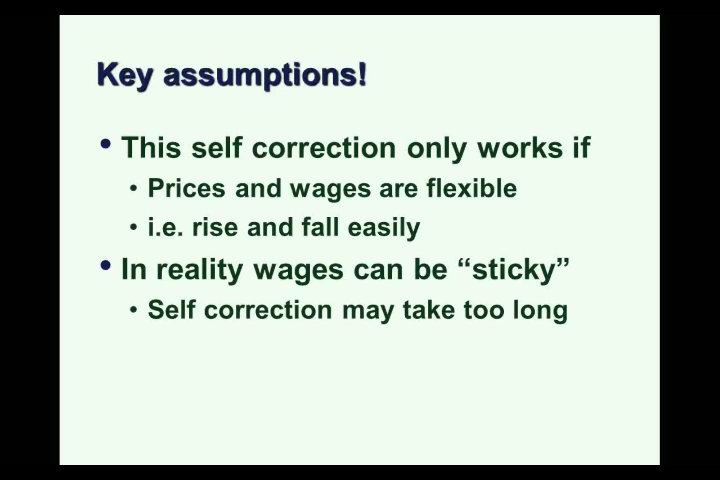 Key assumptions!
• This self correction only works if
• Prices and wages are flexible
• i.e. rise and fall easily
• In reality wages can be “sticky”
• Self correction may take too long